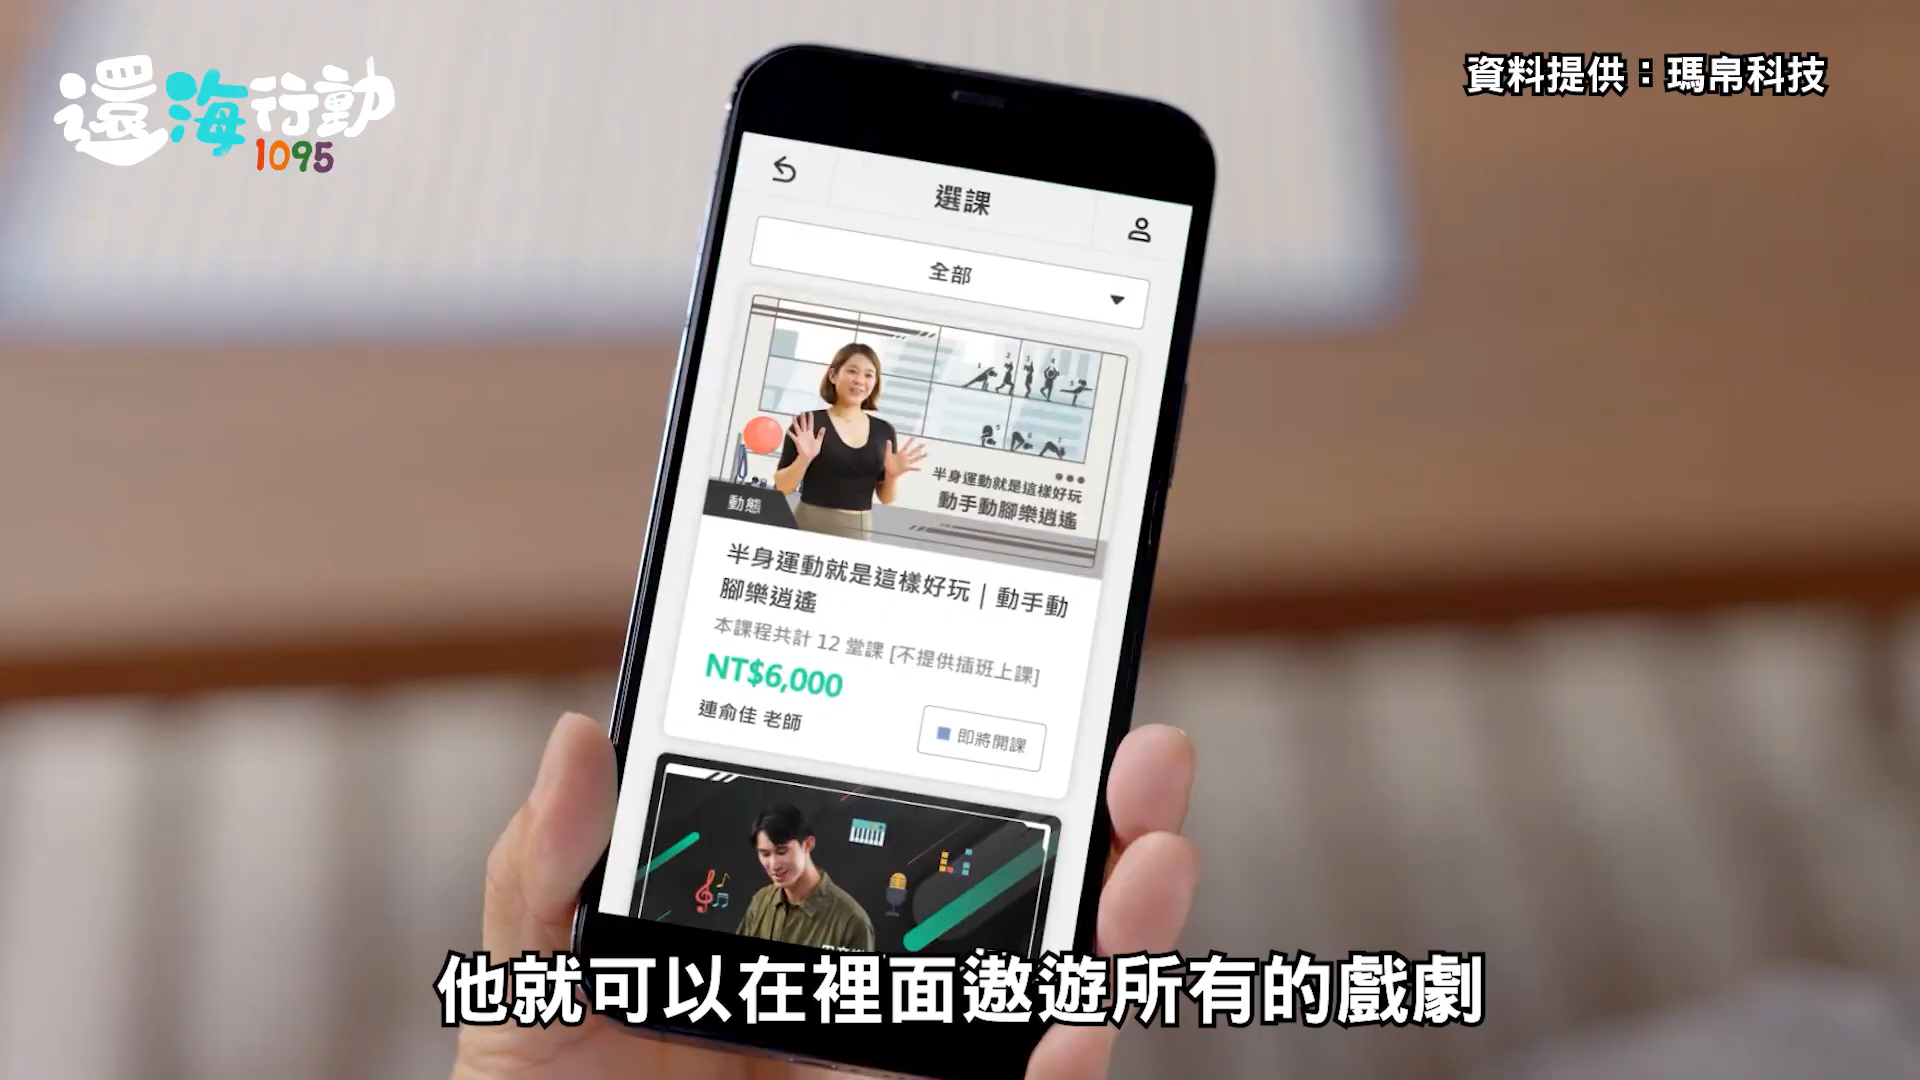 還海行動
1095
資料提供：瑪帛科技
選課
全部
半身運動就是這樣好玩
動手動腳樂逍遙
動態
半身運動就是這樣好玩｜動手動
腳樂逍遙
本課程共計 12 堂課 [不提供插班上課]
NT$6,000
連俞佳 老師
即將開課
他就可以在裡面遨遊所有的戲劇